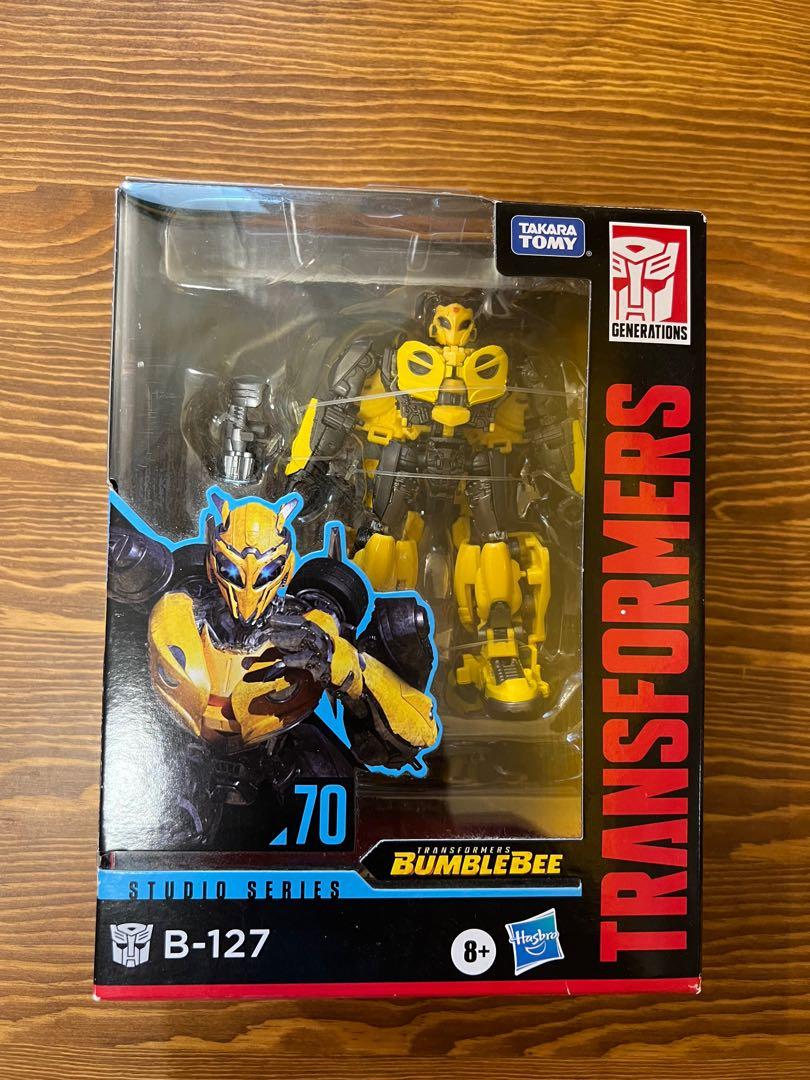 TAKARA
TOMY
GENERATIONS
TRANSFORMERS
70
TRANSFORMERS
BUMBLEBEE
STUDIO SERIES
B-127
8+
Hasbro